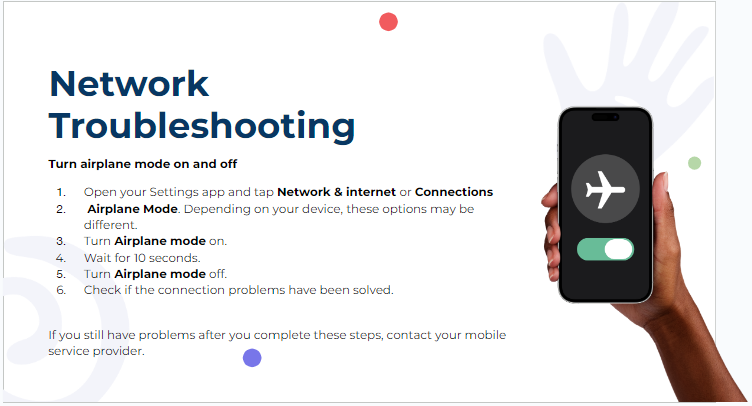 Network
Troubleshooting
Turn airplane mode on and off
1. Open your Settings app and tap Network & internet or Connections
2. Airplane Mode. Depending on your device, these options may be
different.
3. Turn Airplane mode on.
4. Wait for 10 seconds.
5. Turn Airplane mode off.
6. Check if the connection problems have been solved.
If you still have problems after you complete these steps, contact your mobile
service provider.